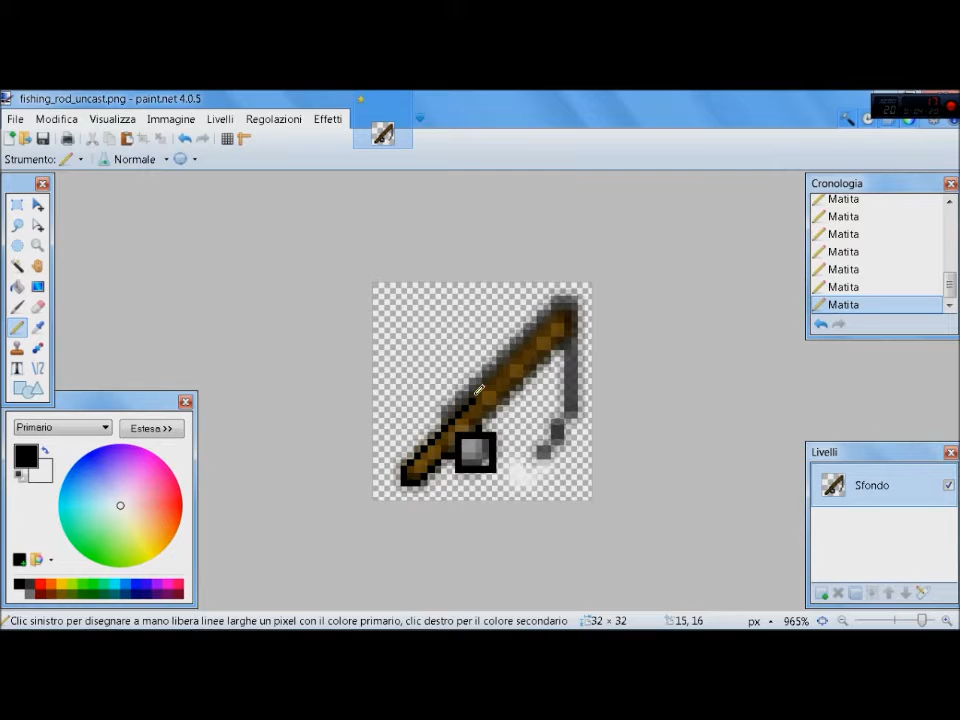 fishing_rod_uncast.png - paint.net 4.0.5
File Modifica Visualizza Immagine Livelli Regolazioni Effetti
Strumento: Normale
Cronologia
Matita
Matita
Matita
Matita
Matita
Matita
Matita
Primario Estesa >>
Livelli
Sfondo
Clic sinistro per disegnare a mano libera linee larghe un pixel con il colore primario, clic destro per il colore secondario 32 × 32 15, 16 px 965%